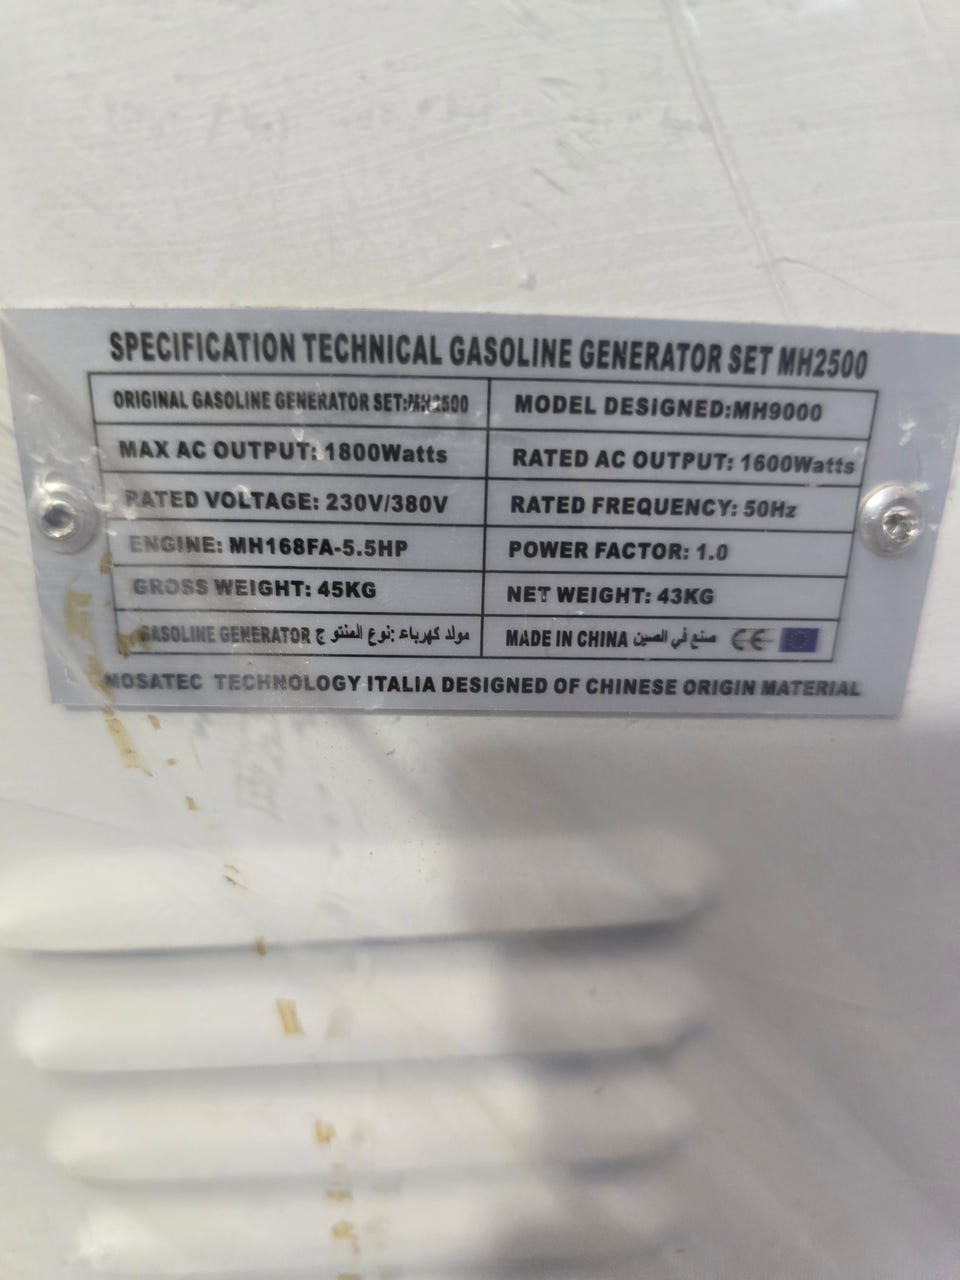 SPECIFICATION TECHNICAL GASOLINE GENERATOR SET MH2500
ORIGINAL GASOLINE GENERATOR SET:MH2500
MODEL DESIGNED:MH9000
MAX AC OUTPUT: 1800Watts
RATED AC OUTPUT: 1600Watts
RATED VOLTAGE: 230V/380V
RATED FREQUENCY: 50Hz
ENGINE: MH168FA-5.5HP
POWER FACTOR: 1.0
GROSS WEIGHT: 45KG
NET WEIGHT: 43KG
GASOLINE GENERATOR مولد كهرباء :نوع المنتو ج
MADE IN CHINA صنع في الصين CE
MOSATEC TECHNOLOGY ITALIA DESIGNED OF CHINESE ORIGIN MATERIAL